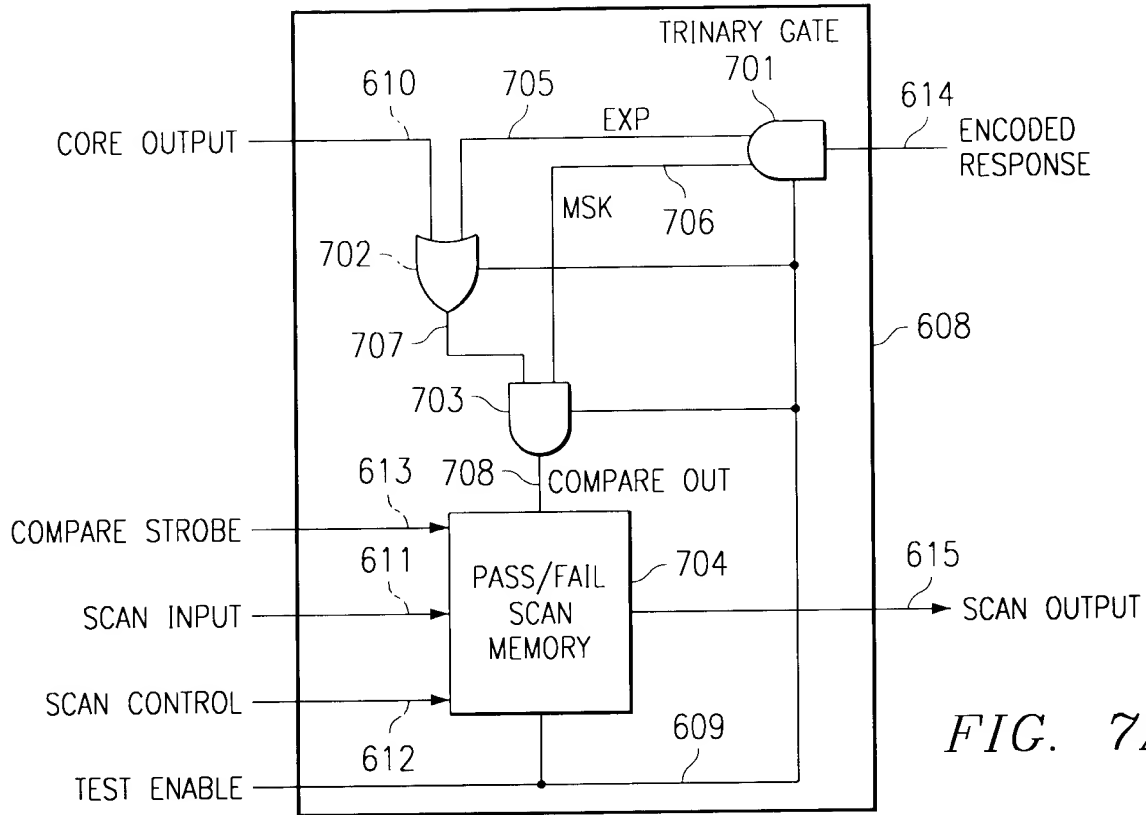 TRINARY GATE
701
610
705
EXP
614
CORE OUTPUT
ENCODED
RESPONSE
706
MSK
702
707
608
703
708
COMPARE OUT
613
COMPARE STROBE
611
PASS/FAIL
SCAN
MEMORY
704
615
SCAN INPUT
SCAN OUTPUT
SCAN CONTROL
612
609
TEST ENABLE
FIG. 7A